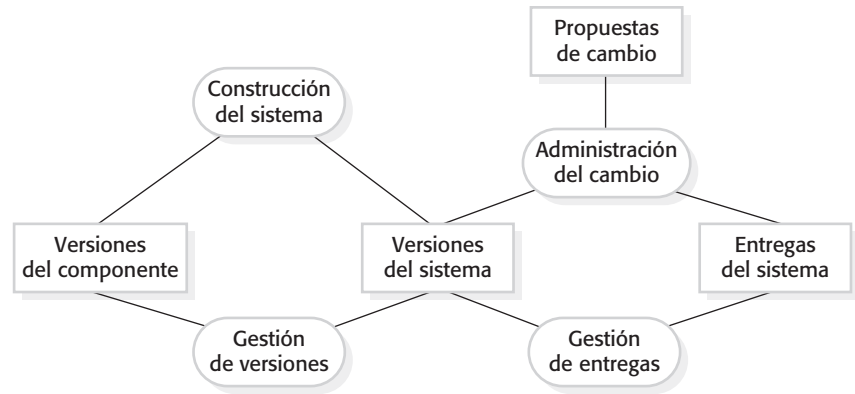 Propuestas
de cambio
Construcción
del sistema
Administración
del cambio
Versiones
del componente
Versiones
del sistema
Entregas
del sistema
Gestión
de versiones
Gestión
de entregas